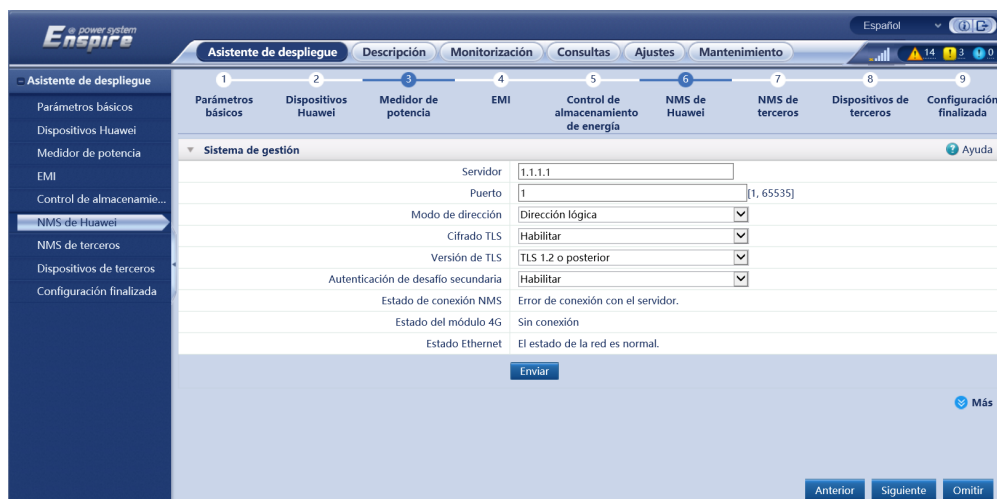 @ power system
Enspire
Español
Asistente de despliegue
Descripción
Monitorización
Consultas
Ajustes
Mantenimiento
14
3
0
Asistente de despliegue
Parámetros básicos
Dispositivos Huawei
Medidor de potencia
EMI
Control de almacenamie...
NMS de Huawei
NMS de terceros
Dispositivos de terceros
Configuración finalizada
1
2
3
4
5
6
7
8
9
Parámetros básicos
Dispositivos Huawei
Medidor de potencia
EMI
Control de almacenamiento de energía
NMS de Huawei
NMS de terceros
Dispositivos de terceros
Configuración finalizada
Sistema de gestión
Ayuda
Servidor 1.1.1.1
Puerto 1 [1, 65535]
Modo de dirección Dirección lógica
Cifrado TLS Habilitar
Versión de TLS TLS 1.2 o posterior
Autenticación de desafío secundaria Habilitar
Estado de conexión NMS Error de conexión con el servidor.
Estado del módulo 4G Sin conexión
Estado Ethernet El estado de la red es normal.
Enviar
Más
Anterior
Siguiente
Omitir